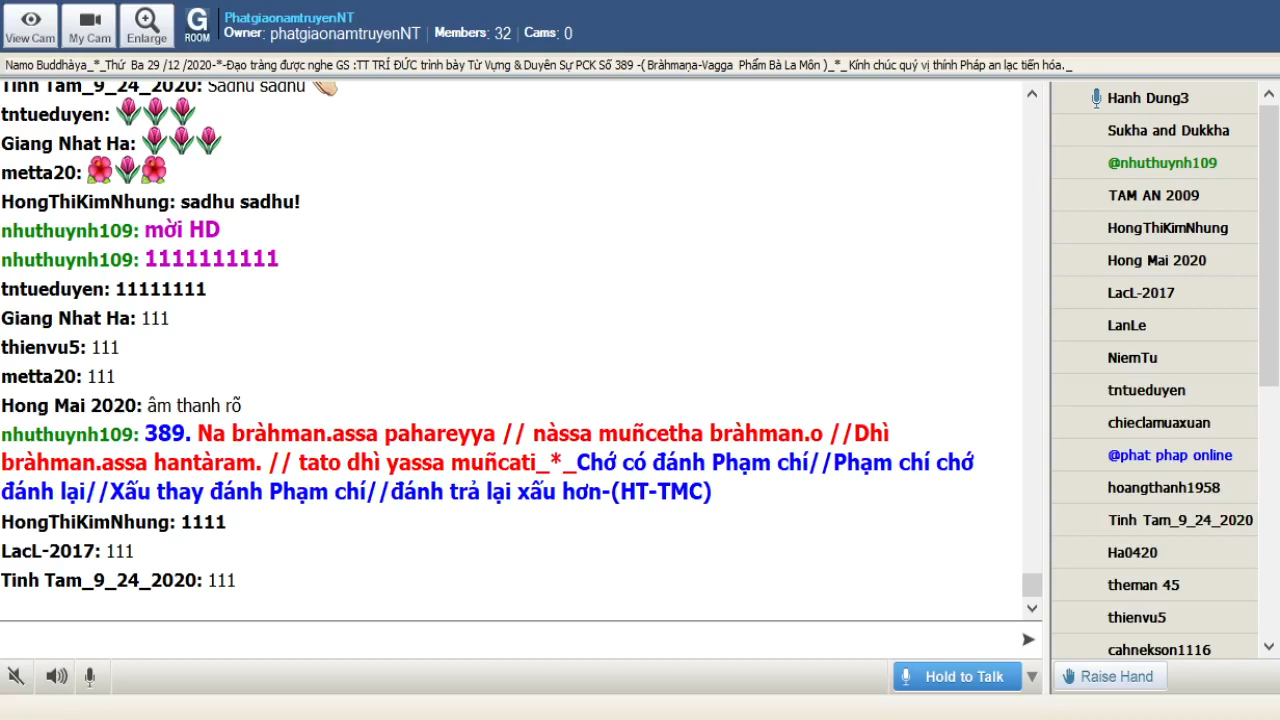 View Cam
My Cam
Enlarge
G
ROOM
PhatgiaonamtruyenNT
Owner: phatgiaonamtruyenNT | Members: 32 | Cams: 0
Namo Buddhàya_*_Thứ Ba 29 /12 /2020-*-Đạo tràng được nghe GS :TT TRÍ ĐỨC trình bày Từ Vựng & Duyên Sự PCK Số 389 -( Bràhmaṇa-Vagga Phẩm Bà La Môn )_*_ Kính chúc quý vị thính Pháp an lạc tiến hóa._
Tinh Tam_9_24_2020: Sadhu sadhu
tntueduyen:
Giang Nhat Ha:
metta20:
HongThiKimNhung: sadhu sadhu!
nhuthuynh109: mời HD
nhuthuynh109: 1111111111
tntueduyen: 11111111
Giang Nhat Ha: 111
thienvu5: 111
metta20: 111
Hong Mai 2020: âm thanh rõ
nhuthuynh109: 389. Na bràhman.assa pahareyya // nàssa muñcetha bràhman.o //Dhì
bràhman.assa hantàram. // tato dhì yassa muñcati_*_Chớ có đánh Phạm chí//Phạm chí chớ
đánh lại//Xấu thay đánh Phạm chí//đánh trả lại xấu hơn-(HT-TMC)
HongThiKimNhung: 1111
LacL-2017: 111
Tinh Tam_9_24_2020: 111
Hold to Talk
Hanh Dung3
Sukha and Dukkha
@nhuthuynh109
TAM AN 2009
HongThiKimNhung
Hong Mai 2020
LacL-2017
LanLe
NiemTu
tntueduyen
chieclamuaxuan
@phat phap online
hoangthanh1958
Tinh Tam_9_24_2020
Ha0420
theman 45
thienvu5
cahnekson1116
Raise Hand